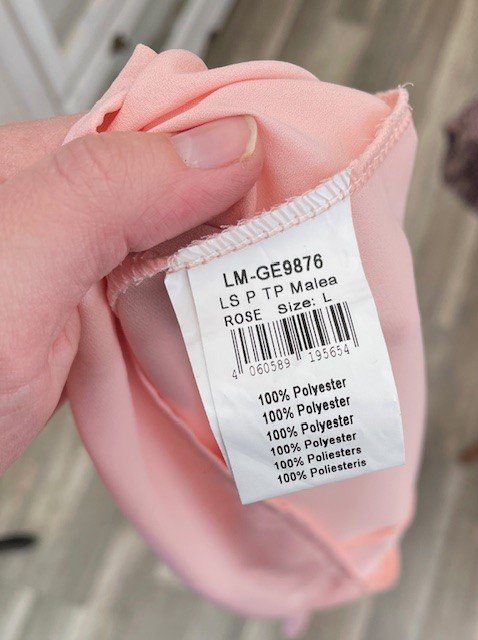 LM-GE9876
LS P TP Malea
ROSE Size: L
4 060589 195654
100% Polyester
100% Polyester
100% Polyester
100% Polyester
100% Poliesters
100% Poliesteris